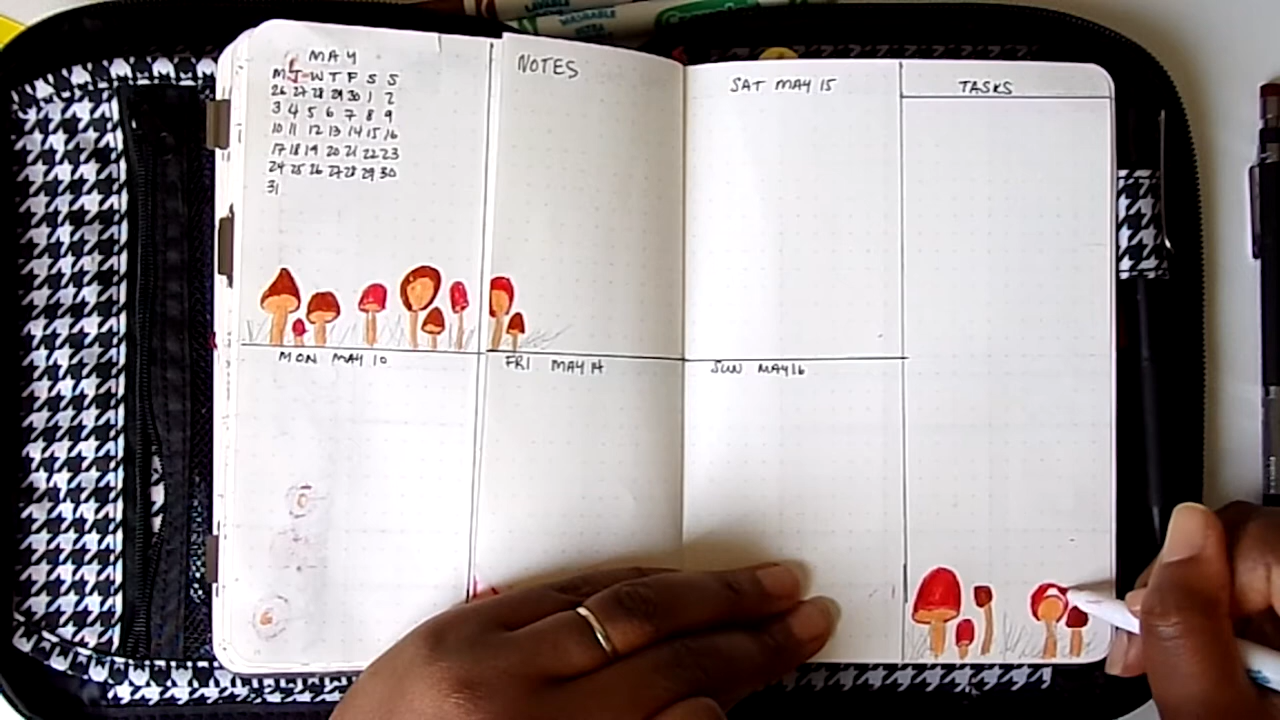 MAY
M T W T F S S
26 27 28 29 30 1 2
3 4 5 6 7 8 9
10 11 12 13 14 15 16
17 18 19 20 21 22 23
24 25 26 27 28 29 30
31
NOTES
SAT MAY 15
TASKS
MON MAY 10
FRI MAY 14
SUN MAY 16
WASHABLE